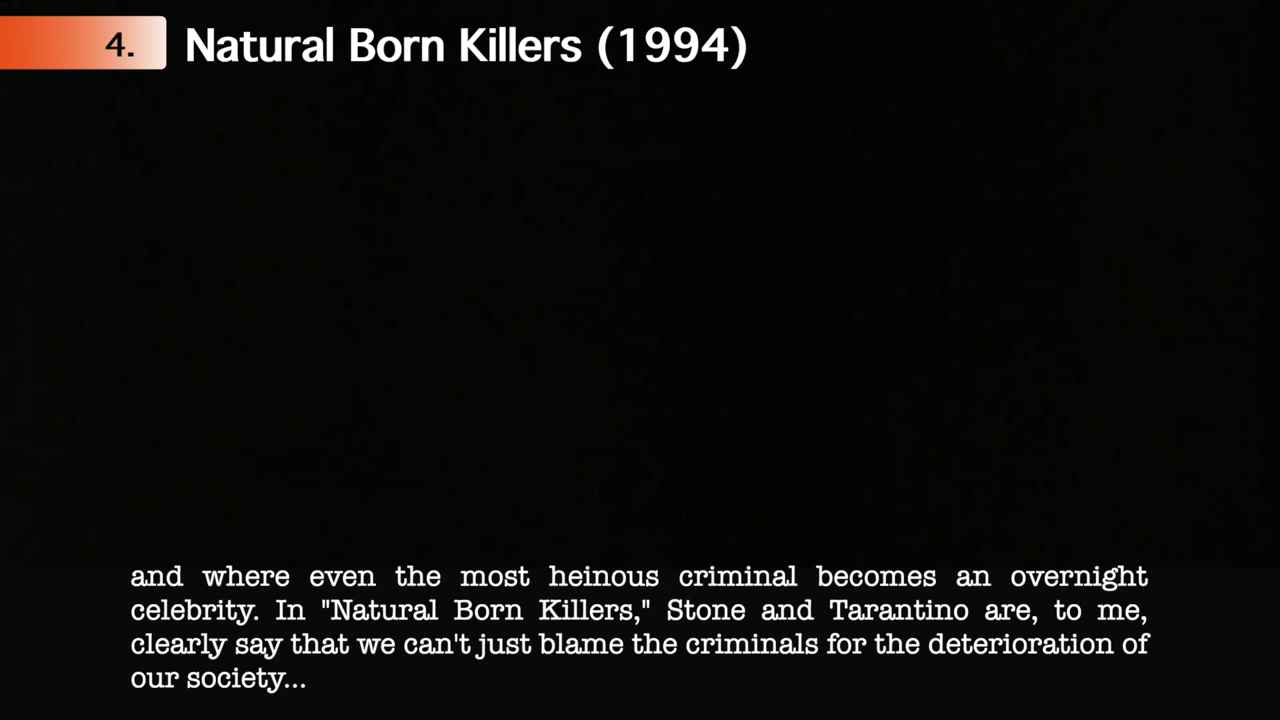 4. Natural Born Killers (1994)
and where even the most heinous criminal becomes an overnight
celebrity. In "Natural Born Killers," Stone and Tarantino are, to me,
clearly say that we can't just blame the criminals for the deterioration of
our society...